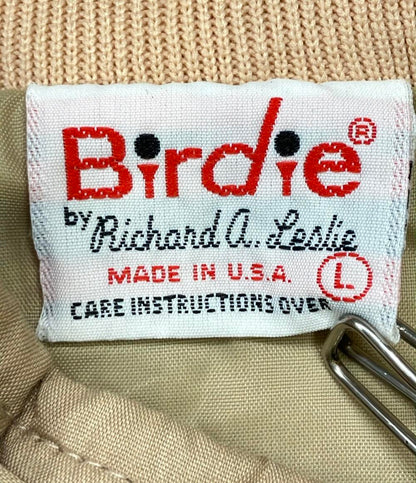 Birdie®
by Richard A. Leslie
MADE IN U.S.A. L
CARE INSTRUCTIONS OVER